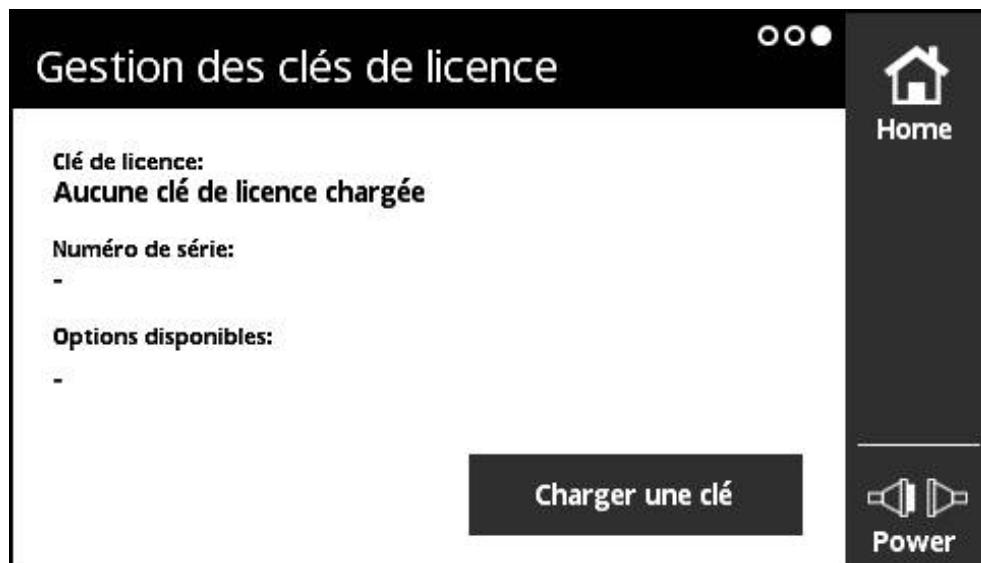 Gestion des clés de licence
Home
Clé de licence:
Aucune clé de licence chargée
Numéro de série:
-
Options disponibles:
-
Charger une clé
Power